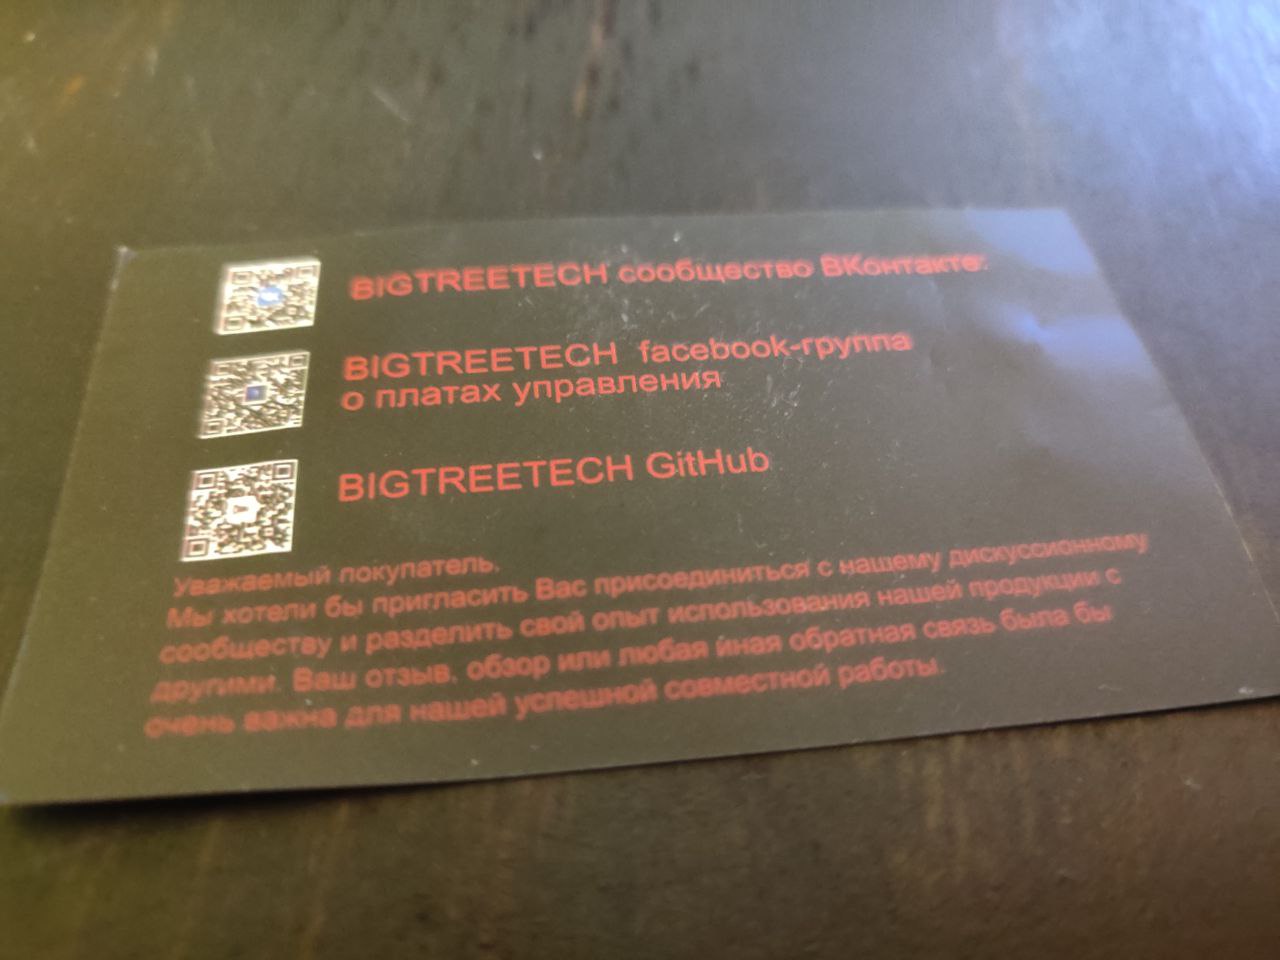 BIGTREETECH сообщество ВКонтакте:
BIGTREETECH facebook-группа
о платах управления
BIGTREETECH GitHub
Уважаемый покупатель,
Мы хотели бы пригласить Вас присоединиться с нашему дискуссионному
сообществу и разделить свой опыт использования нашей продукции с
другими. Ваш отзыв, обзор или любая иная обратная связь была бы
очень важна для нашей успешной совместной работы.